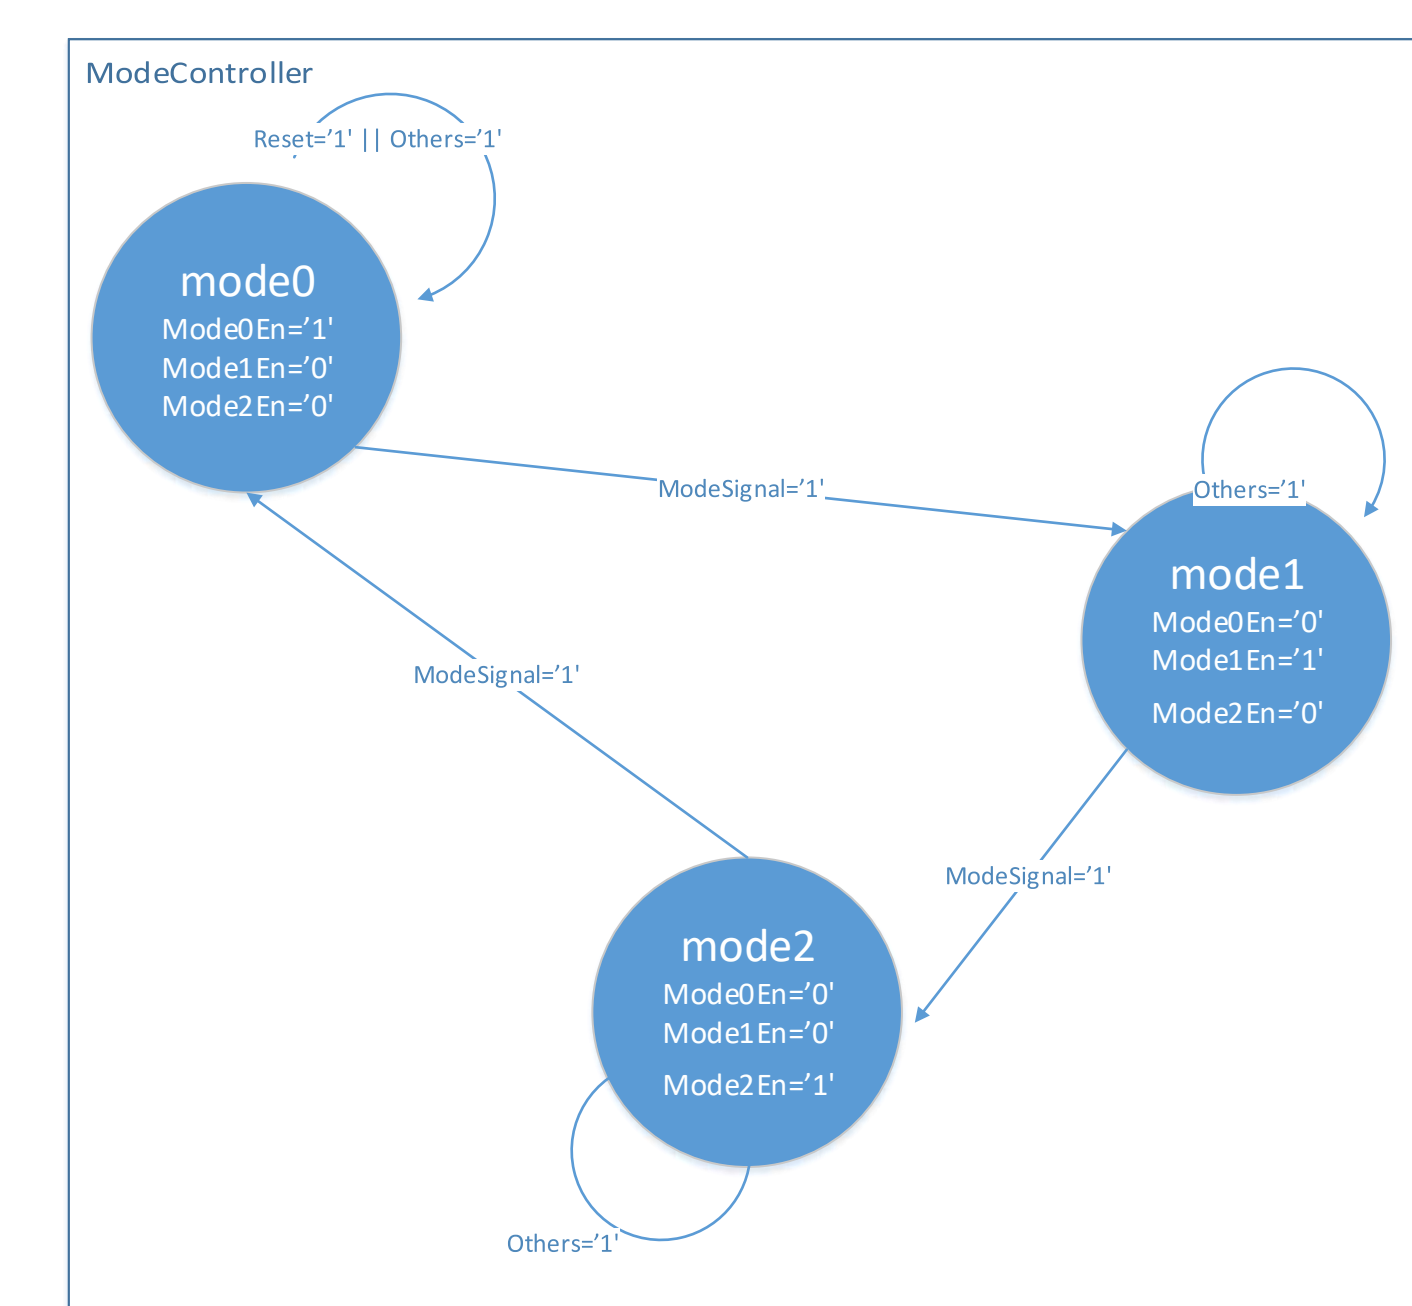 ModeController
Reset=’1' || Others=’1'
mode0
Mode0En=’1'
Mode1En=’0'
Mode2En=’0'
ModeSignal=’1'
Others=’1'
mode1
Mode0En=’0'
Mode1En=’1'
Mode2En=’0'
ModeSignal=’1'
ModeSignal=’1'
mode2
Mode0En=’0'
Mode1En=’0'
Mode2En=’1'
Others=’1'